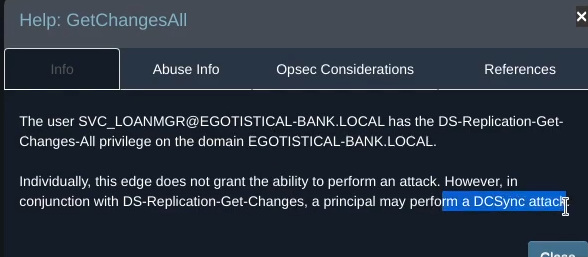 Help: GetChangesAll
Info
Abuse Info
Opsec Considerations
References
The user SVC_LOANMGR@EGOTISTICAL-BANK.LOCAL has the DS-Replication-Get-
Changes-All privilege on the domain EGOTISTICAL-BANK.LOCAL.
Individually, this edge does not grant the ability to perform an attack. However, in
conjunction with DS-Replication-Get-Changes, a principal may perform a DCSync attack.
Close